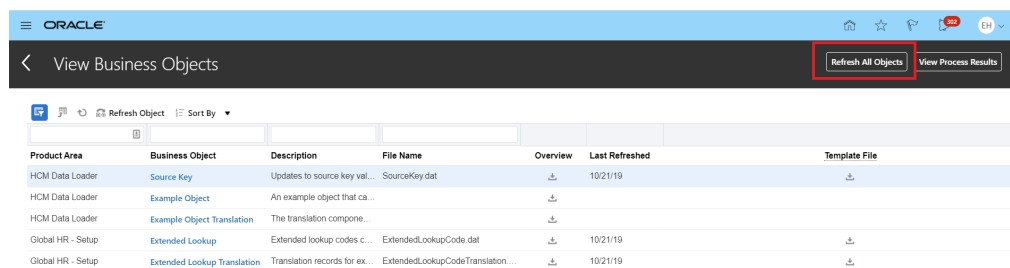 ORACLE
302
EH
View Business Objects
Refresh All Objects
View Process Results
Refresh Object
Sort By
Product Area Business Object Description File Name Overview Last Refreshed Template File
HCM Data Loader Source Key Updates to source key val... SourceKey.dat 10/21/19
HCM Data Loader Example Object An example object that ca...
HCM Data Loader Example Object Translation The translation compone...
Global HR - Setup Extended Lookup Extended lookup codes c... ExtendedLookupCode.dat 10/21/19
Global HR - Setup Extended Lookup Translation Translation records for ex... ExtendedLookupCodeTranslation.... 10/21/19